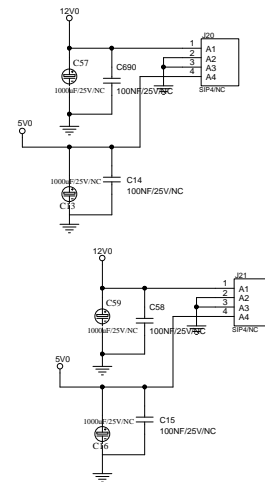 12V0
J20
1 A1
2 A2
3 A3
4 A4
SIP4/NC
C57
C690
1000uF/25V/NC
100NF/25V/NC
5V0
1000uF/25V/NC
C14
100NF/25V/NC
C13
12V0
J21
1 A1
2 A2
3 A3
4 A4
SIP4/NC
C59
C58
1000uF/25V/NC
100NF/25V/NC
5V0
1000uF/25V/NC
C15
100NF/25V/NC
C16